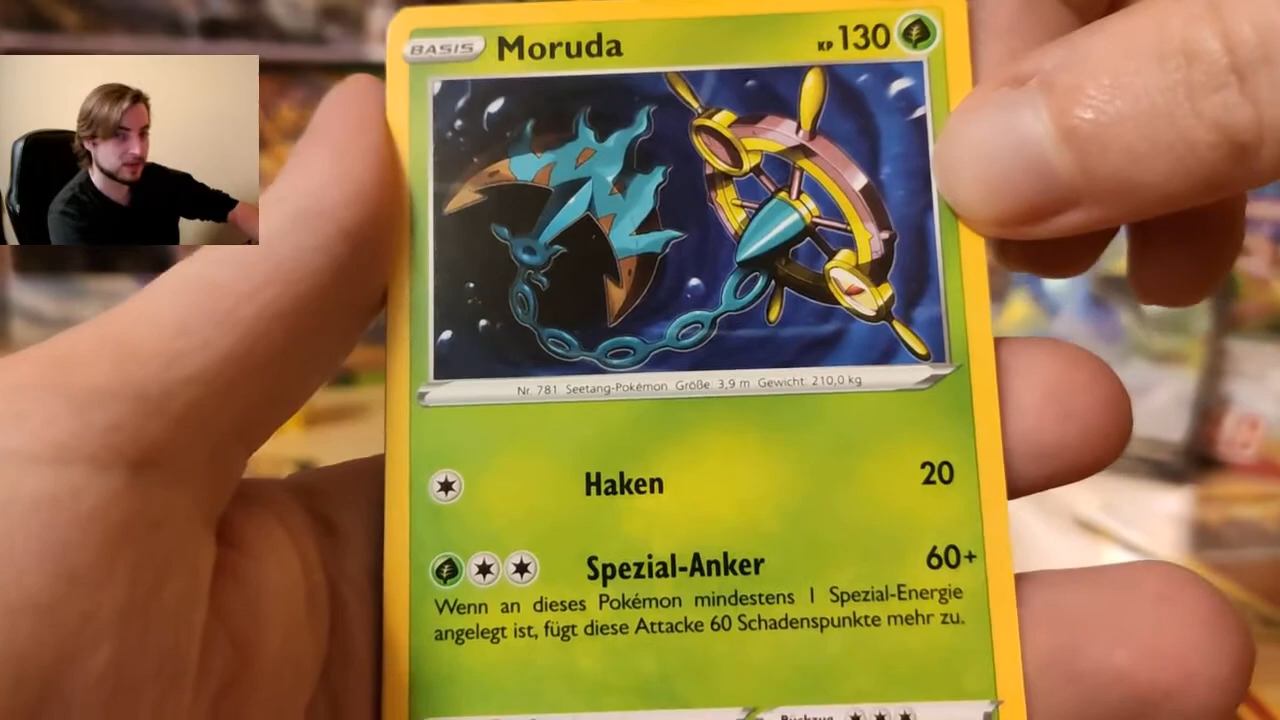 BASIS Moruda KP 130
Nr. 781 Seetang-Pokémon Größe: 3,9 m Gewicht: 210,0 kg
Haken 20
Spezial-Anker 60+
Wenn an dieses Pokémon mindestens 1 Spezial-Energie
angelegt ist, fügt diese Attacke 60 Schadenspunkte mehr zu.
Rückzug